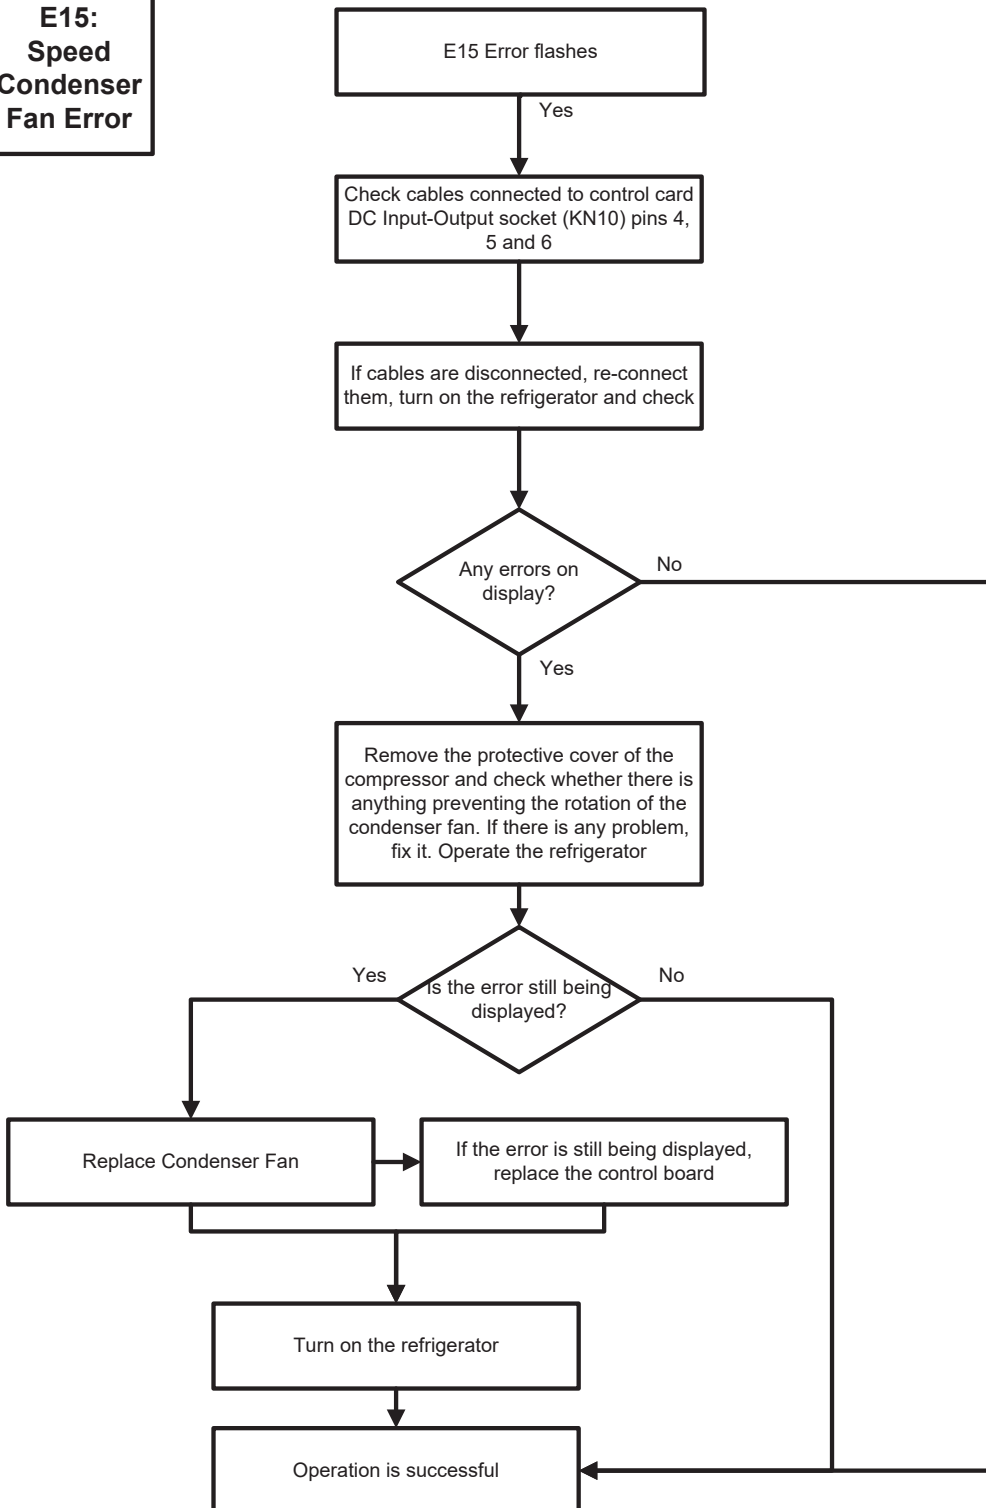 E15:
Speed
Condenser
Fan Error
E15 Error flashes
Yes
Check cables connected to control card
DC Input-Output socket (KN10) pins 4,
5 and 6
If cables are disconnected, re-connect
them, turn on the refrigerator and check
Any errors on
display?
No
Yes
Remove the protective cover of the
compressor and check whether there is
anything preventing the rotation of the
condenser fan. If there is any problem,
fix it. Operate the refrigerator
Yes
Is the error still being
displayed?
No
Replace Condenser Fan
If the error is still being displayed,
replace the control board
Turn on the refrigerator
Operation is successful